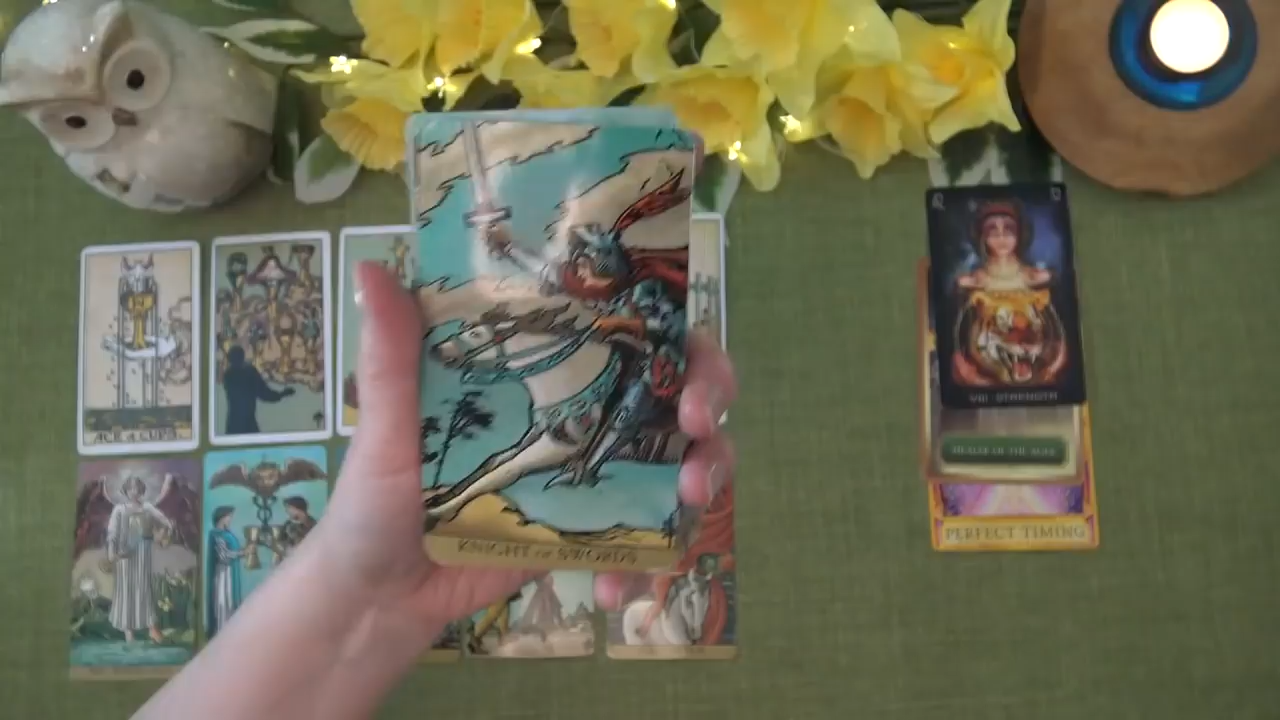 ACE of CUPS.
KNIGHT of SWORDS
VIII STRENGTH
HEALER OF THE AGES
PERFECT TIMING